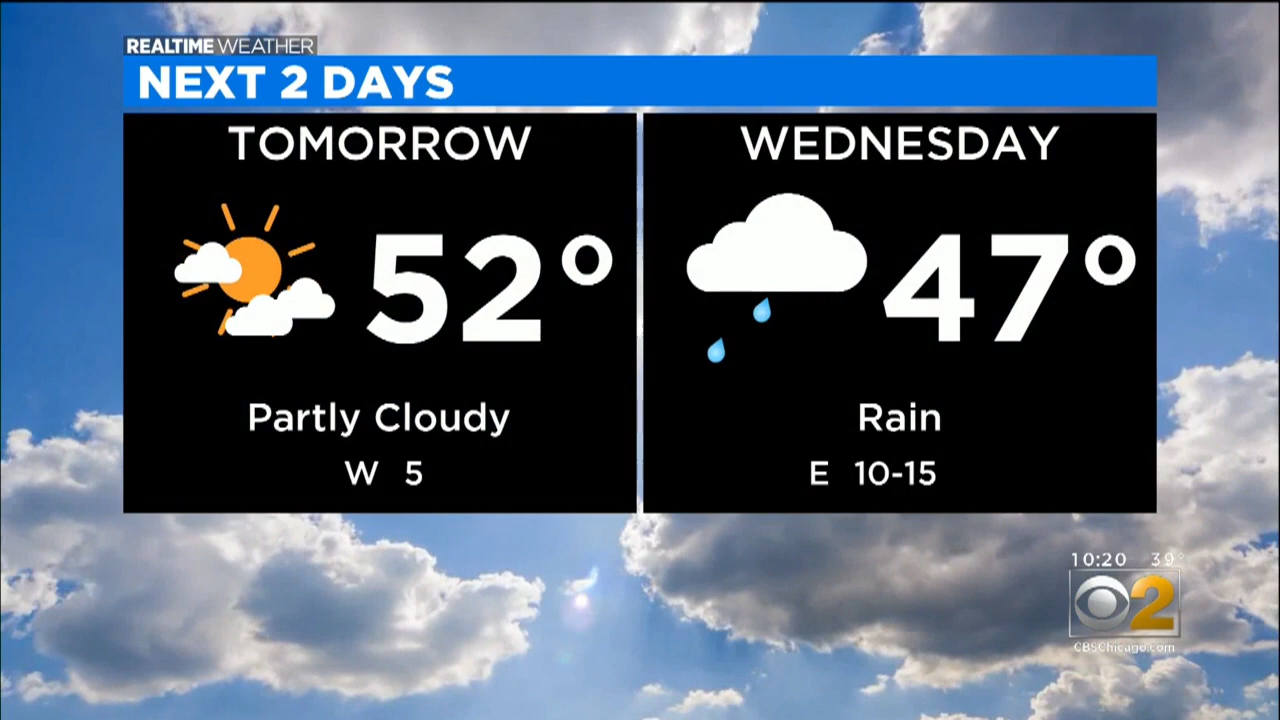 REALTIME WEATHER
NEXT 2 DAYS
TOMORROW
52°
Partly Cloudy
W 5
WEDNESDAY
47°
Rain
E 10-15
10:20 39°
2
CBSChicago.com